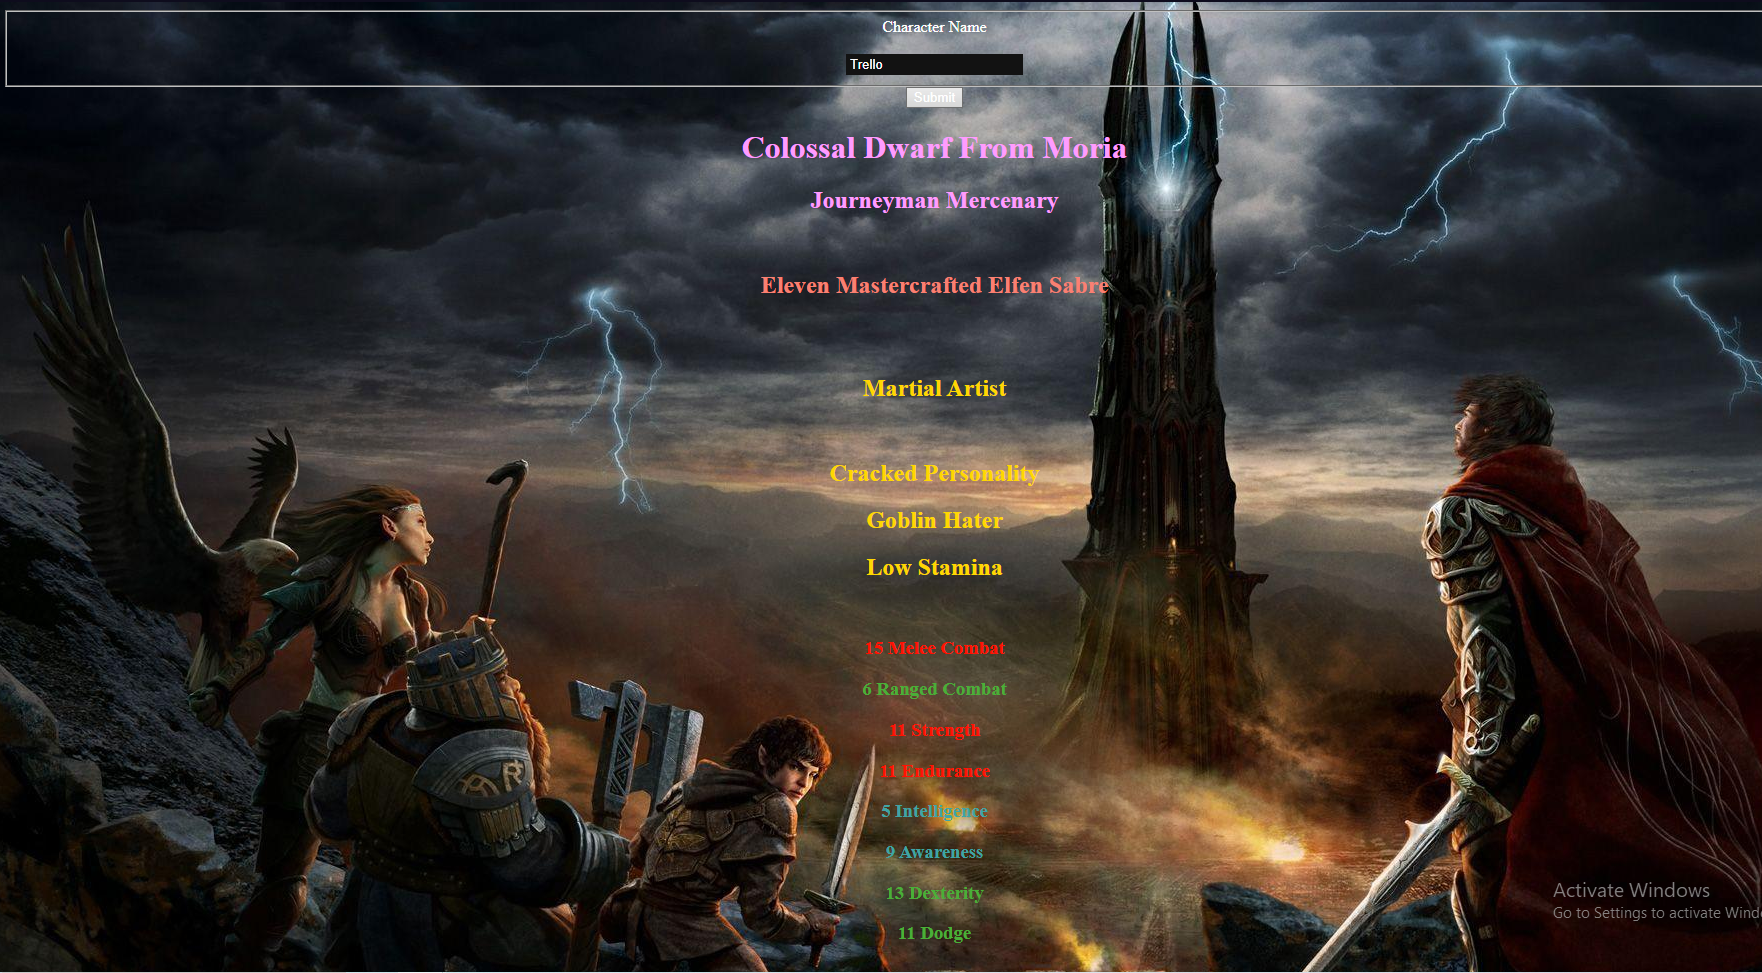 Character Name
Trello
Submit
Colossal Dwarf From Moria
Journeyman Mercenary
Eleven Mastercrafted Elfen Sabre
Martial Artist
Cracked Personality
Goblin Hater
Low Stamina
15 Melee Combat
6 Ranged Combat
11 Strength
11 Endurance
5 Intelligence
9 Awareness
13 Dexterity
11 Dodge
Activate Windows
Go to Settings to activate Wind